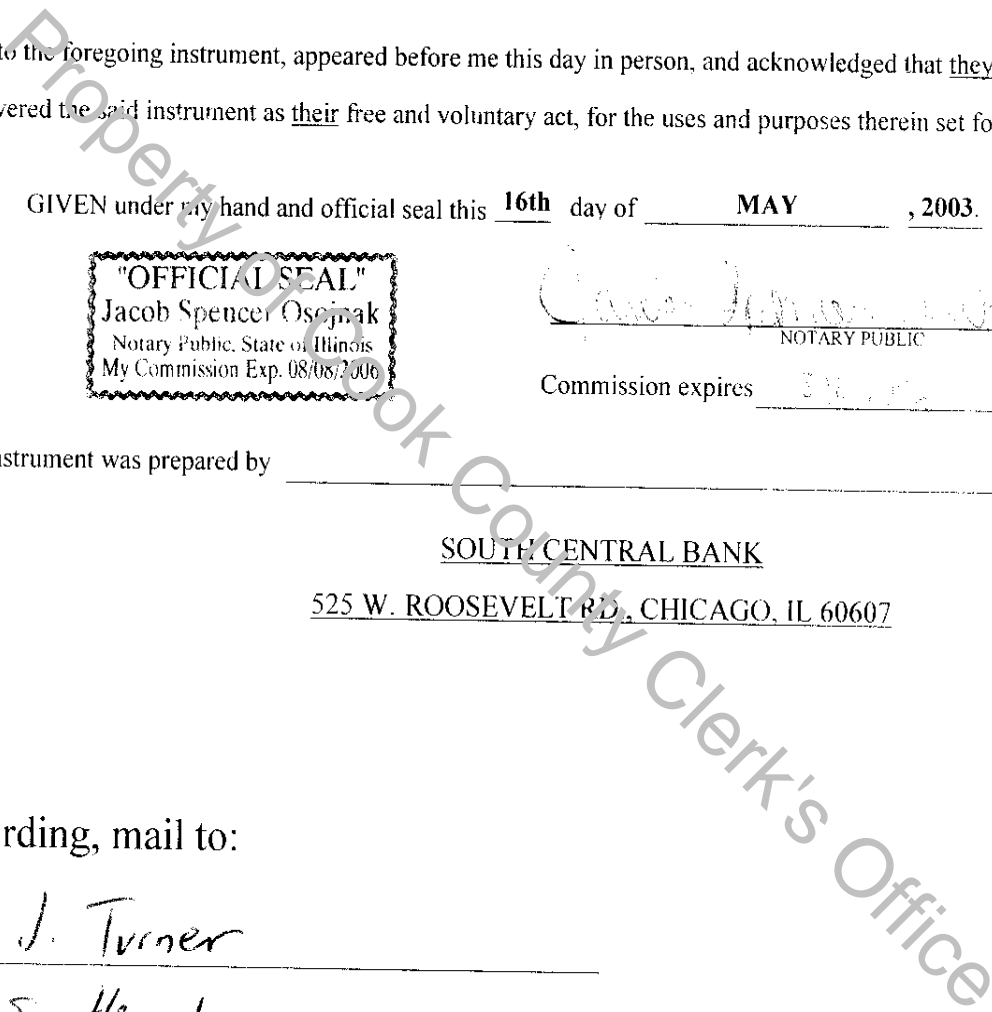 to the foregoing instrument, appeared before me this day in person, and acknowledged that they
vered the said instrument as their free and voluntary act, for the uses and purposes therein set fo
GIVEN under my hand and official seal this 16th day of MAY , 2003.
"OFFICIAL SEAL"
Jacob Spencer Osojnak
Notary Public, State of Illinois
My Commission Exp. 08/08/2006
NOTARY PUBLIC
Commission expires
nstrument was prepared by
SOUTH CENTRAL BANK
525 W. ROOSEVELT RD., CHICAGO, IL 60607
rding, mail to:
J. Turner
S.
Property of Cook County Clerk's Office